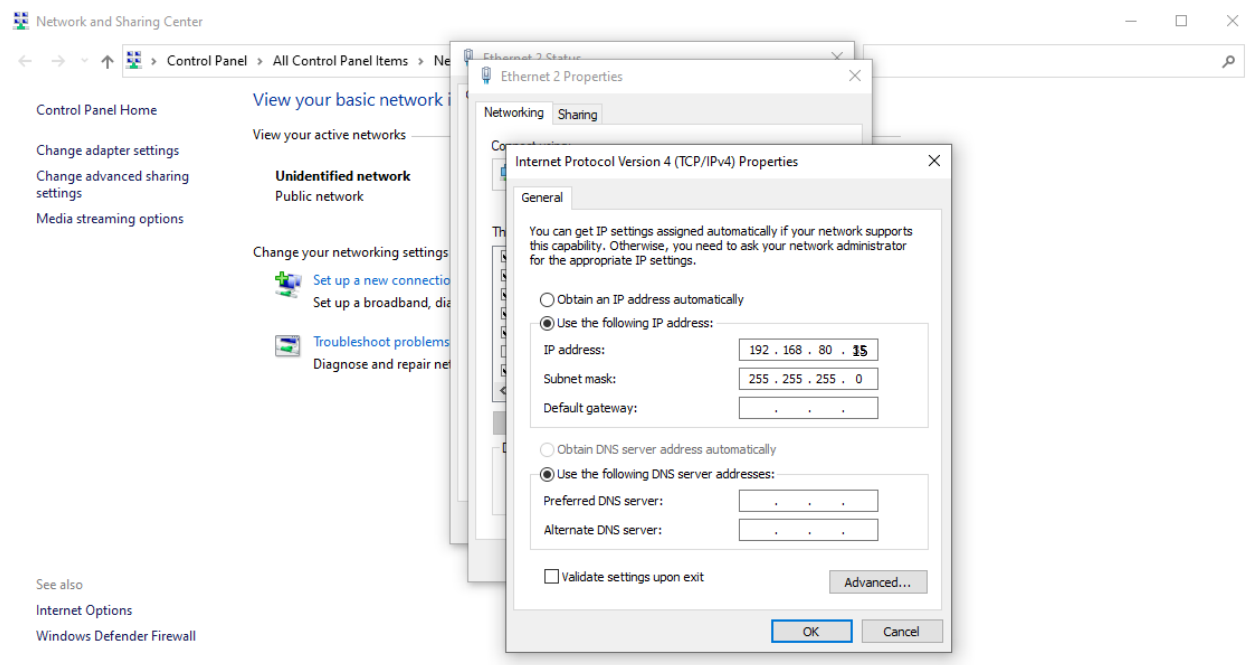 Network and Sharing Center
Control Panel > All Control Panel Items > Ne
Control Panel Home
Change adapter settings
Change advanced sharing
settings
Media streaming options
See also
Internet Options
Windows Defender Firewall
View your basic network i
View your active networks
Unidentified network
Public network
Change your networking settings
Set up a new connectio
Set up a broadband, dia
Troubleshoot problems
Diagnose and repair net
Ethernet 2 Status
Ethernet 2 Properties
Networking
Sharing
Connect using:
Th
Internet Protocol Version 4 (TCP/IPv4) Properties
General
You can get IP settings assigned automatically if your network supports
this capability. Otherwise, you need to ask your network administrator
for the appropriate IP settings.
Obtain an IP address automatically
Use the following IP address:
IP address: 192 . 168 . 80 .
Subnet mask: 255 . 255 . 255 . 0
Default gateway: . . .
Obtain DNS server address automatically
Use the following DNS server addresses:
Preferred DNS server: . . .
Alternate DNS server: . . .
Validate settings upon exit
Advanced...
OK
Cancel